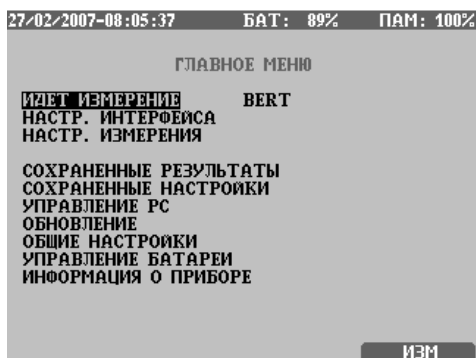 27/02/2007-08:05:37 БАТ: 89% ПАМ: 100%
ГЛАВНОЕ МЕНЮ
ИДЕТ ИЗМЕРЕНИЕ BERT
НАСТР. ИНТЕРФЕЙСА
НАСТР. ИЗМЕРЕНИЯ
СОХРАНЕННЫЕ РЕЗУЛЬТАТЫ
СОХРАНЕННЫЕ НАСТРОЙКИ
УПРАВЛЕНИЕ PC
ОБНОВЛЕНИЕ
ОБЩИЕ НАСТРОЙКИ
УПРАВЛЕНИЕ БАТАРЕЙ
ИНФОРМАЦИЯ О ПРИБОРЕ
ИЗМ